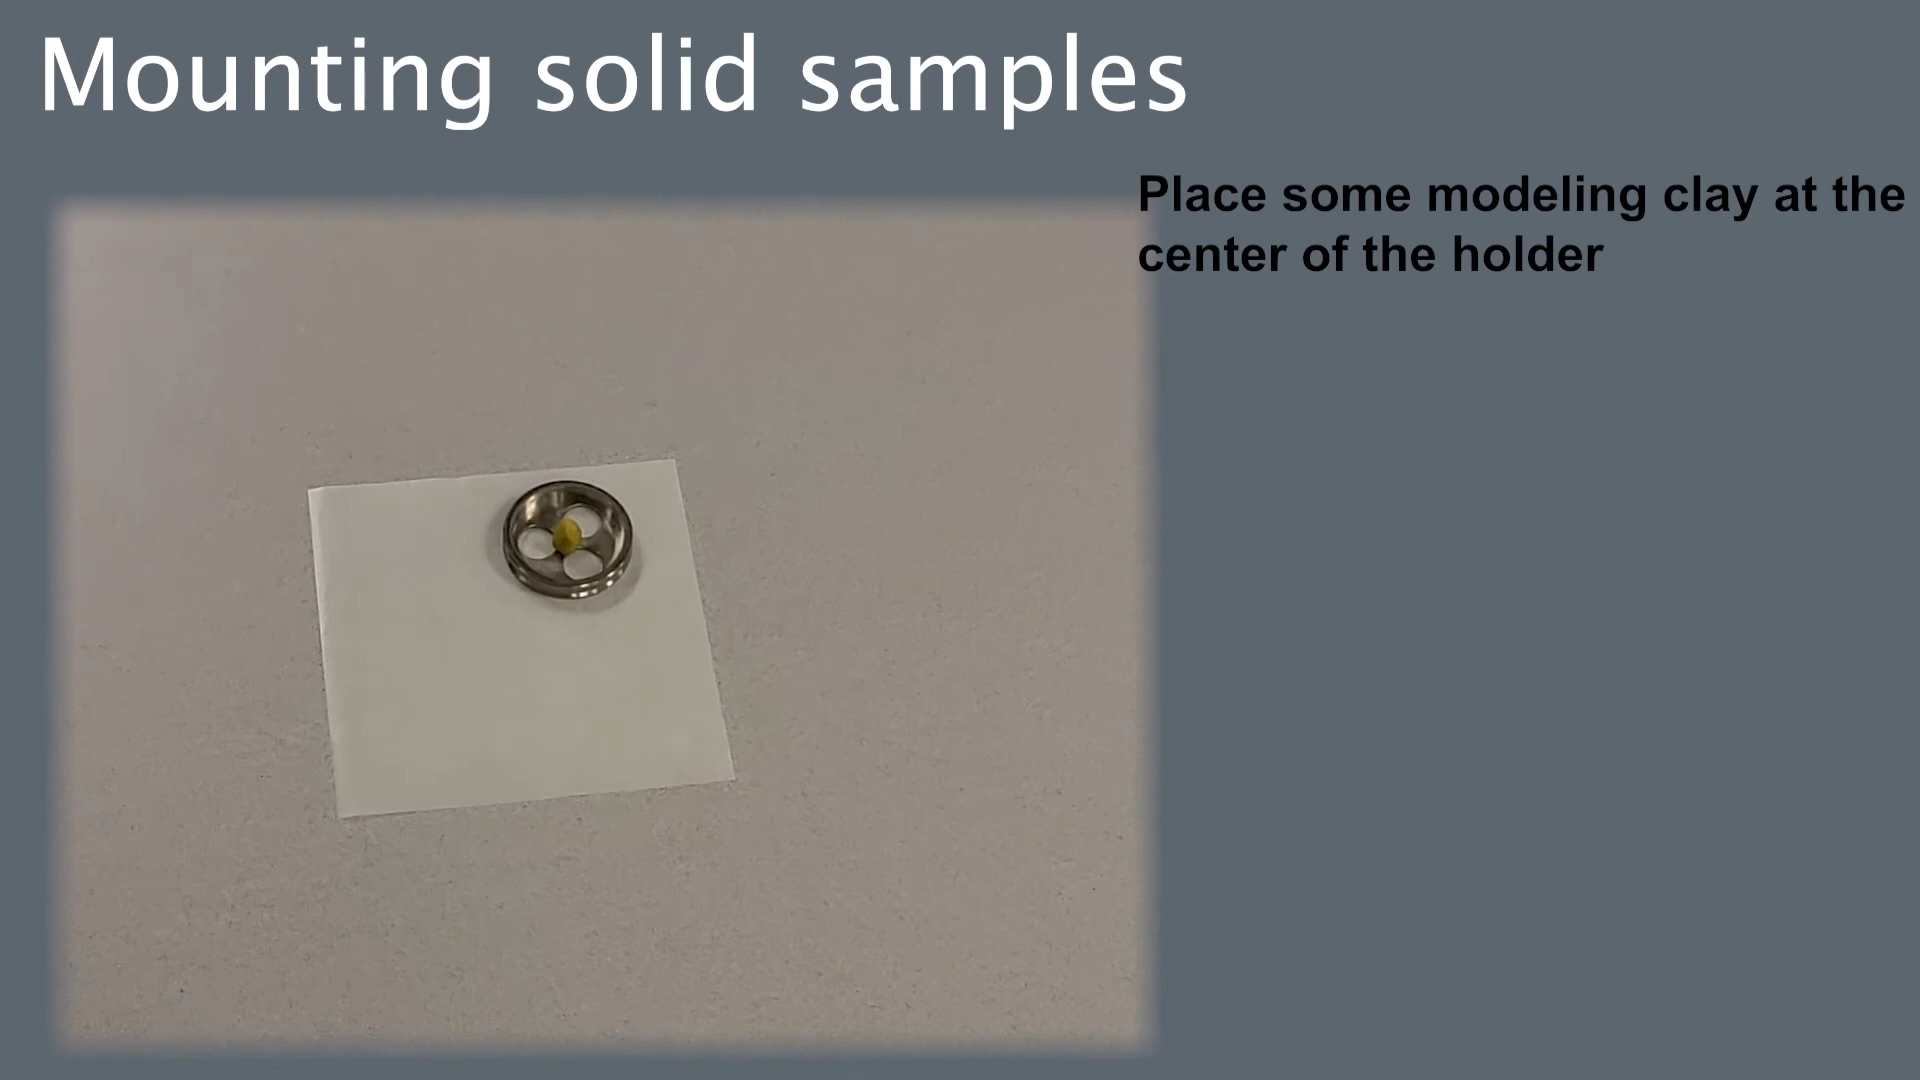 Mounting solid samples
Place some modeling clay at the
center of the holder